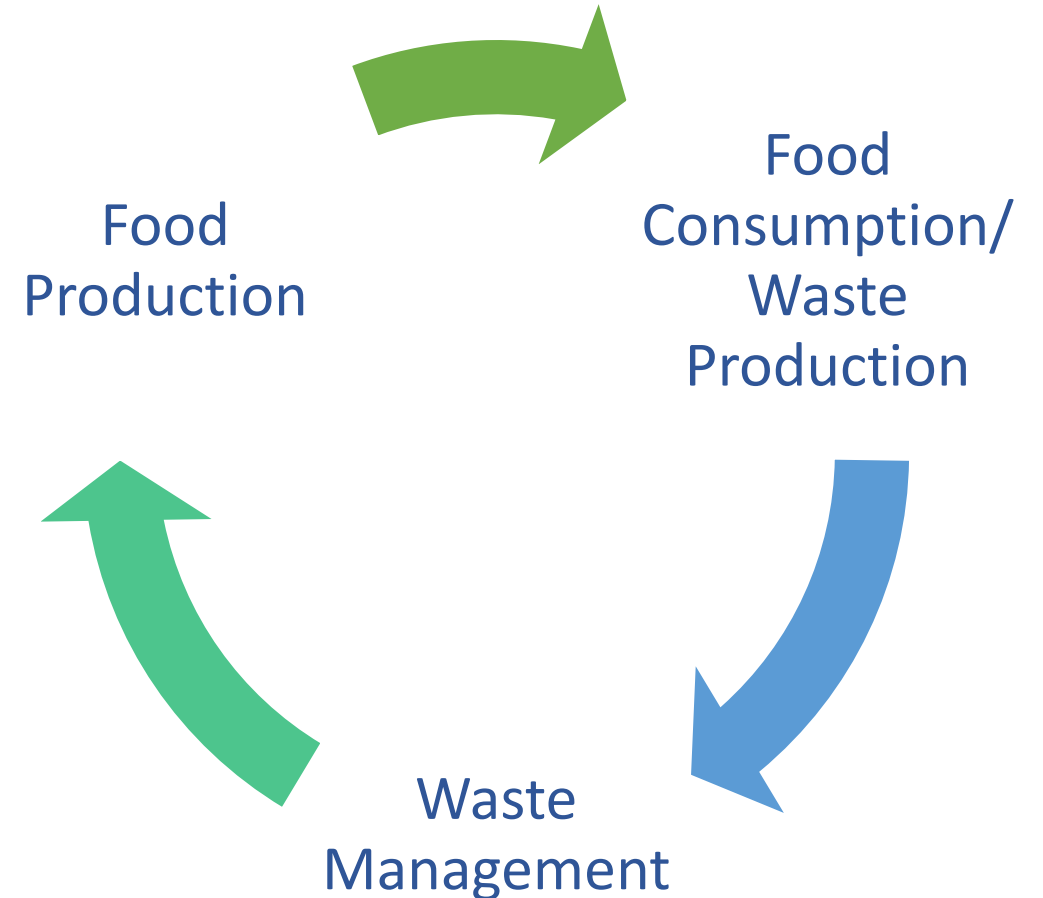 Food
Production
Food
Consumption/
Waste
Production
Waste
Management